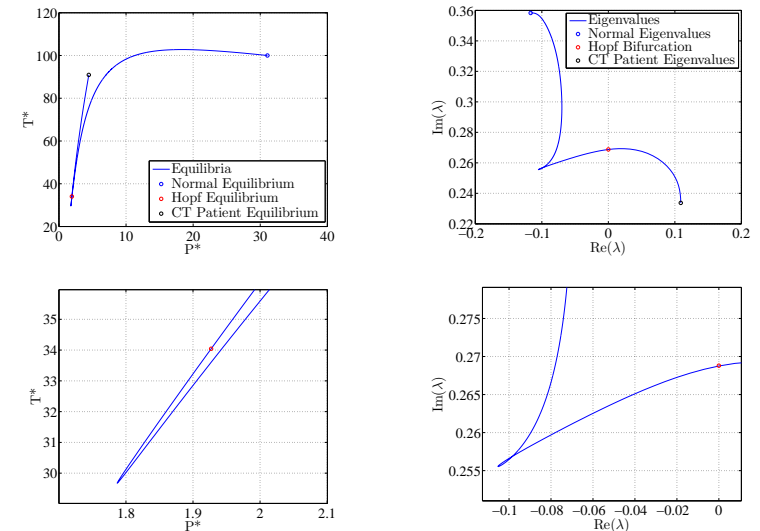 120
100
80
60
40
20
T*
0
10
20
30
40
P*
Equilibria
Normal Equilibrium
Hopf Equilibrium
CT Patient Equilibrium
0.36
0.34
0.32
0.3
0.28
0.26
0.24
0.22
Im(λ)
−0.2
−0.1
0
0.1
0.2
Re(λ)
Eigenvalues
Normal Eigenvalues
Hopf Bifurcation
CT Patient Eigenvalues
35
34
33
32
31
30
T*
1.8
1.9
2
2.1
P*
0.275
0.27
0.265
0.26
0.255
Im(λ)
−0.1
−0.08
−0.06
−0.04
−0.02
0
Re(λ)